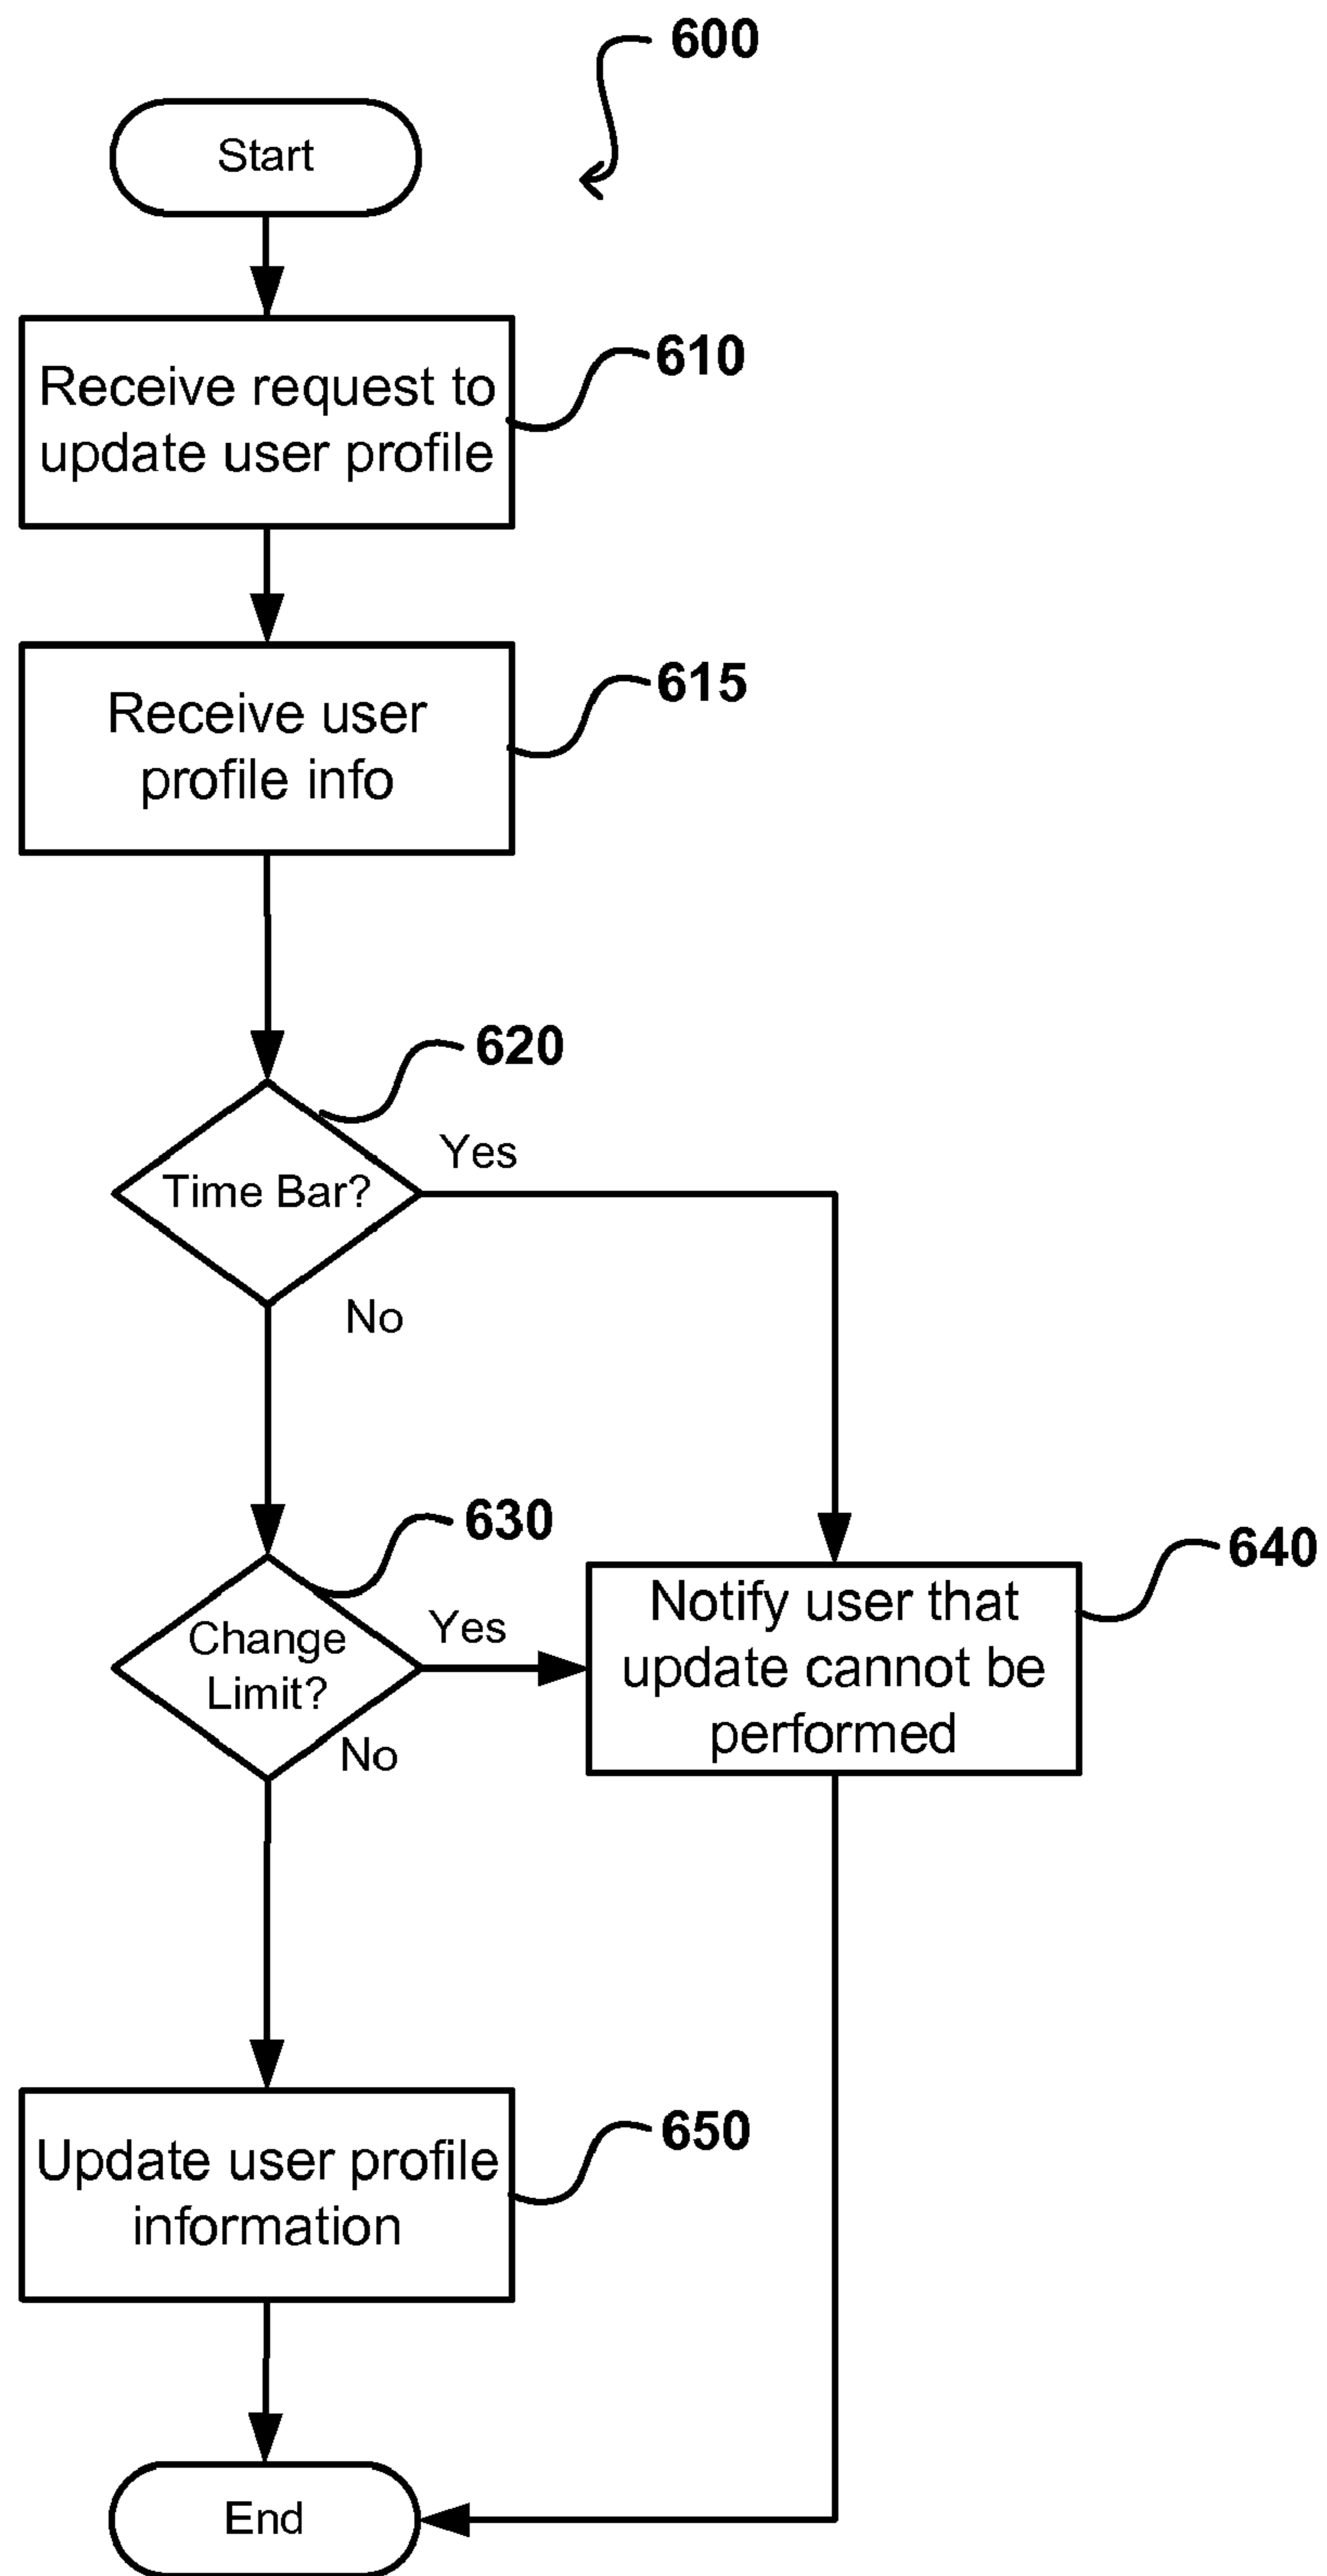 600
Start
Receive request to
update user profile
610
Receive user
profile info
615
620
Time Bar?
Yes
No
630
Change
Limit?
Yes
No
Notify user that
update cannot be
performed
640
Update user profile
information
650
End